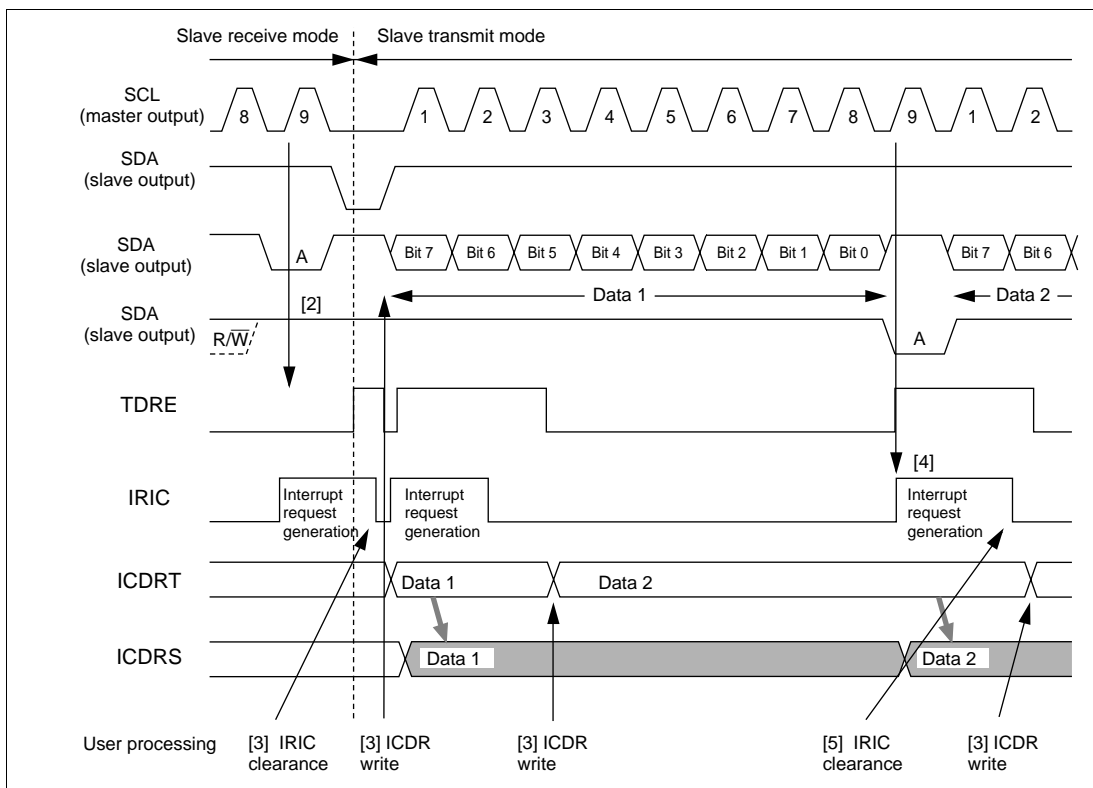 Slave receive mode
Slave transmit mode
SCL
(master output)
8 9 1 2 3 4 5 6 7 8 9 1 2
SDA
(slave output)
SDA
(slave output)
A
Bit 7 Bit 6 Bit 5 Bit 4 Bit 3 Bit 2 Bit 1 Bit 0 Bit 7 Bit 6
[2]
Data 1
Data 2
SDA
(slave output)
R/W̅
A
TDRE
[4]
IRIC
Interrupt
request
generation
Interrupt
request
generation
Interrupt
request
generation
ICDRT
Data 1
Data 2
ICDRS
Data 1
Data 2
User processing
[3] IRIC
clearance
[3] ICDR
write
[3] ICDR
write
[5] IRIC
clearance
[3] ICDR
write